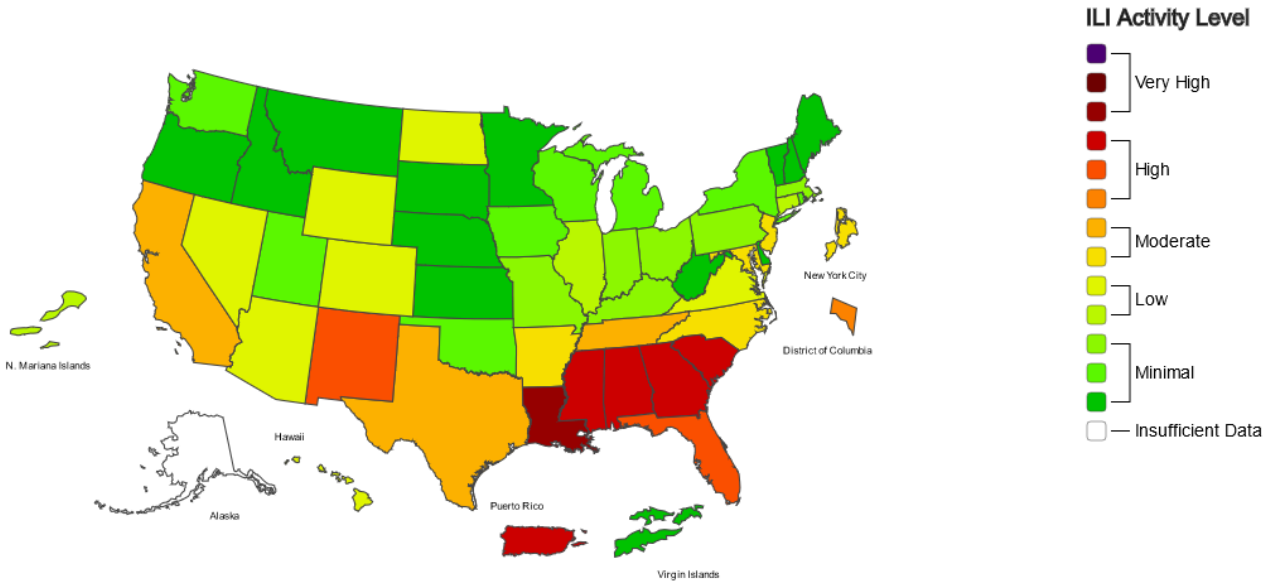 ILI Activity Level
Very High
High
Moderate
Low
Minimal
Insufficient Data
New York City
District of Columbia
N. Mariana Islands
Hawaii
Alaska
Puerto Rico
Virgin Islands